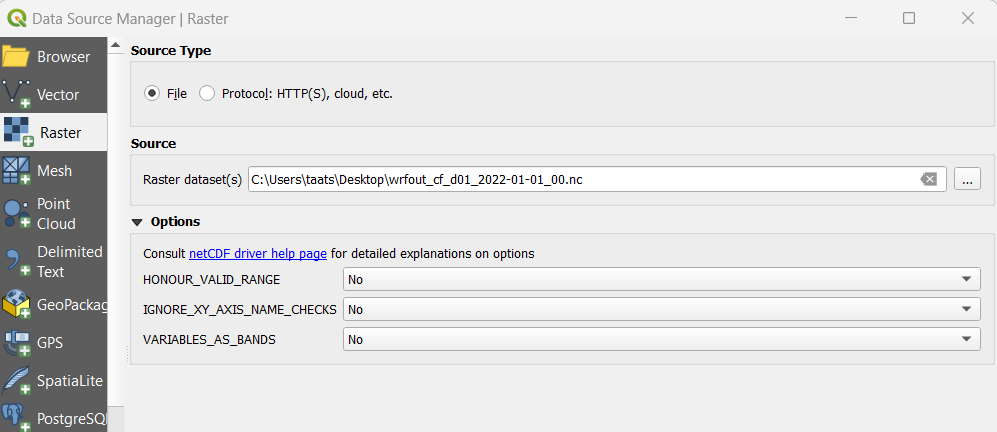 Data Source Manager | Raster
Browser
Vector
Raster
Mesh
Point
Cloud
Delimited
Text
GeoPackag
GPS
SpatiaLite
PostgreSQ
Source Type
File
Protocol: HTTP(S), cloud, etc.
Source
Raster dataset(s) C:\Users\taats\Desktop\wrfout_cf_d01_2022-01-01_00.nc ...
Options
Consult netCDF driver help page for detailed explanations on options
HONOUR_VALID_RANGE No
IGNORE_XY_AXIS_NAME_CHECKS No
VARIABLES_AS_BANDS No